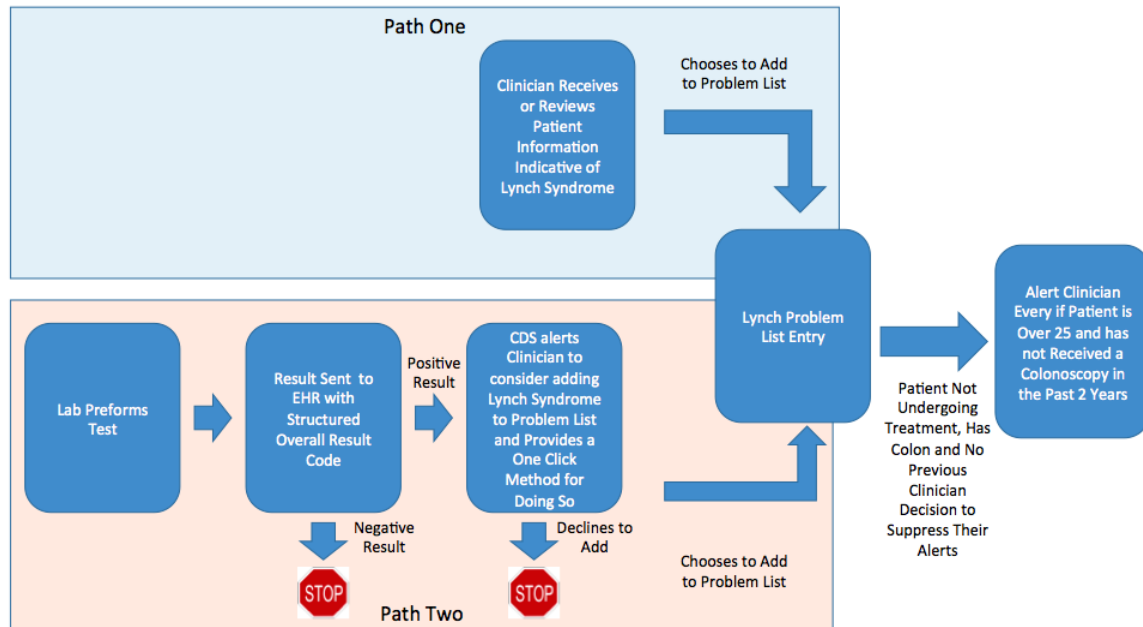 Path One
Clinician Receives
or Reviews
Patient
Information
Indicative of
Lynch Syndrome
Chooses to Add
to Problem List
Lab Preforms
Test
Result Sent to
EHR with
Structured
Overall Result
Code
Positive
Result
Negative
Result
STOP
CDS alerts
Clinician to
consider adding
Lynch Syndrome
to Problem List
and Provides a
One Click
Method for
Doing So
Declines to
Add
STOP
Chooses to Add
to Problem List
Path Two
Lynch Problem
List Entry
Patient Not
Undergoing
Treatment, Has
Colon and No
Previous
Clinician
Decision to
Suppress Their
Alerts
Alert Clinician
Every if Patient is
Over 25 and has
not Received a
Colonoscopy in
the Past 2 Years